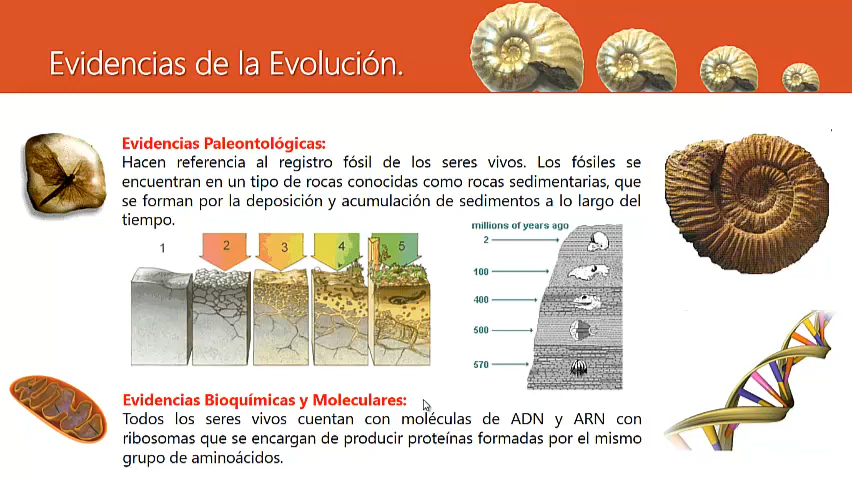 Evidencias de la Evolución.
Evidencias Paleontológicas:
Hacen referencia al registro fósil de los seres vivos. Los fósiles se
encuentran en un tipo de rocas conocidas como rocas sedimentarias, que
se forman por la deposición y acumulación de sedimentos a lo largo del
tiempo.
1 2 3 4 5
millions of years ago
2
100
400
500
570
Evidencias Bioquímicas y Moleculares:
Todos los seres vivos cuentan con moléculas de ADN y ARN con
ribosomas que se encargan de producir proteínas formadas por el mismo
grupo de aminoácidos.